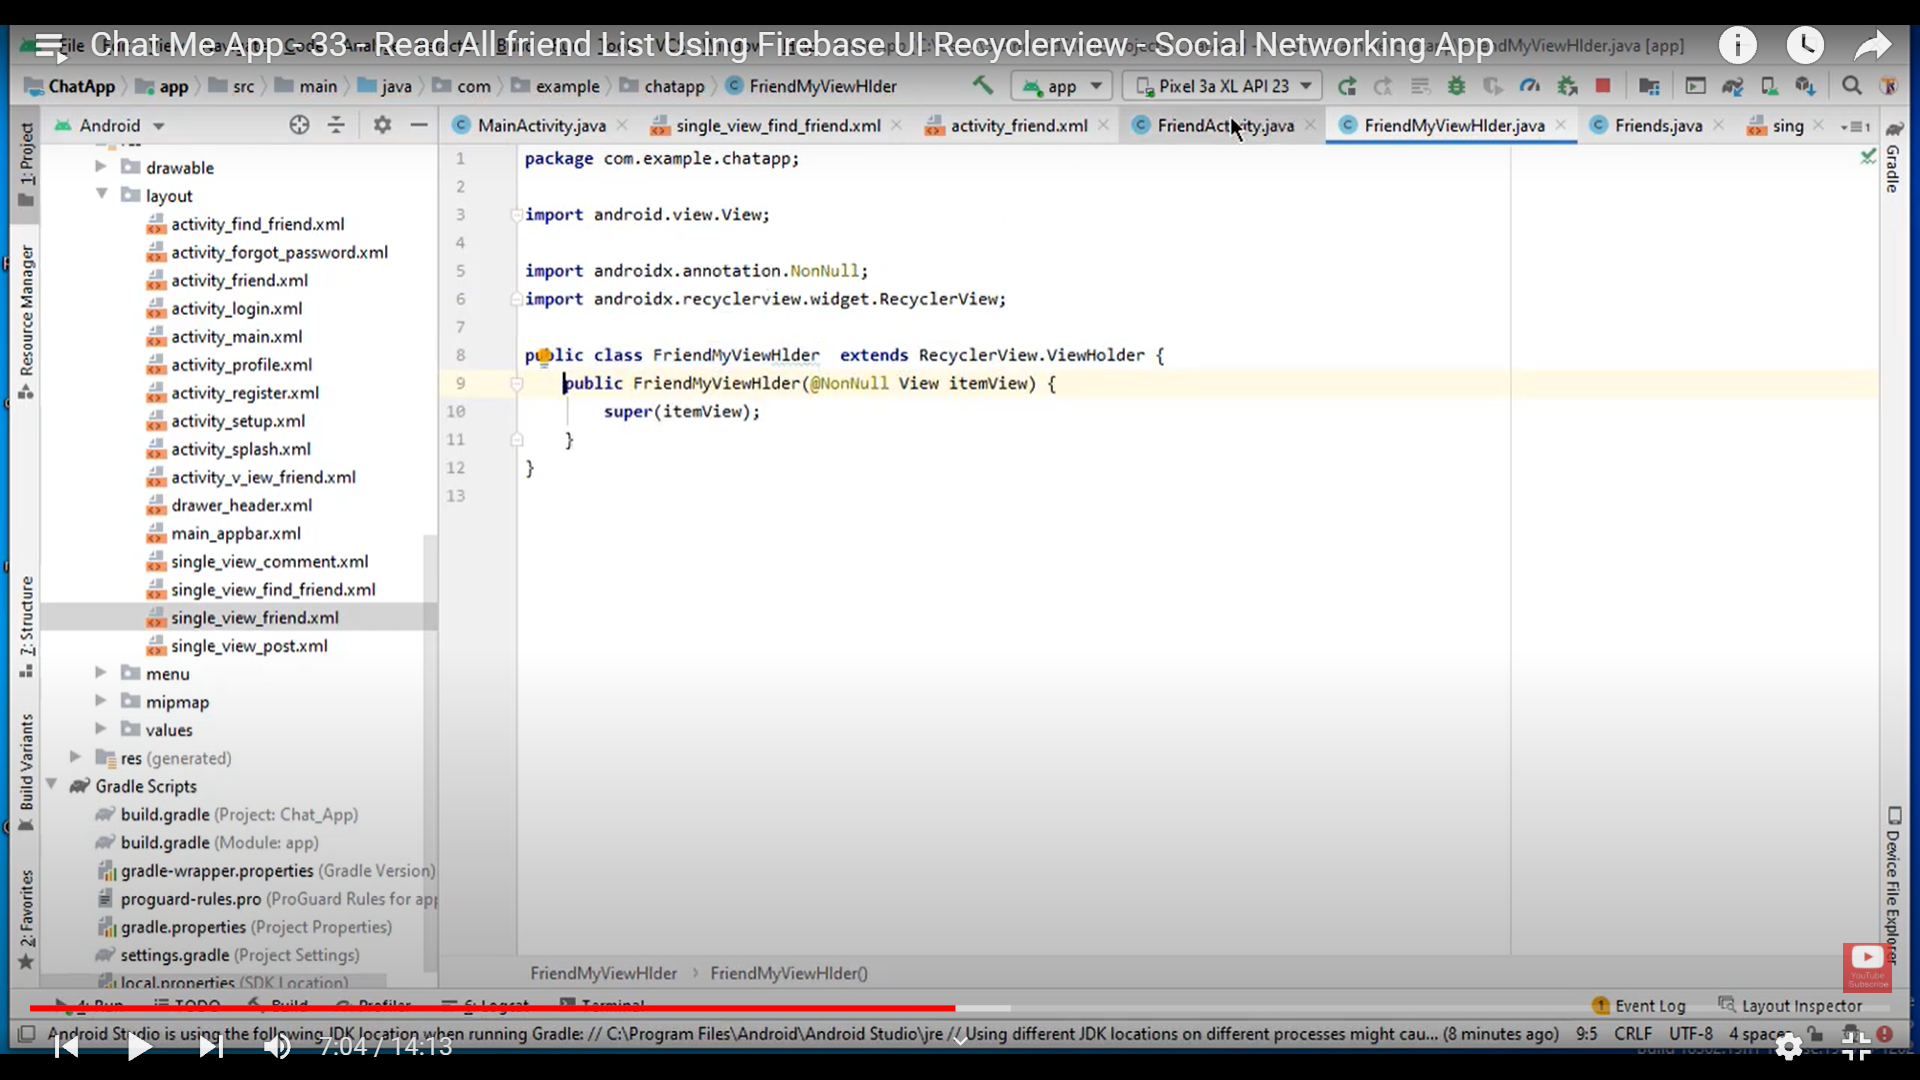 Chat Me App - 33 - Read All friend List Using Firebase UI Recyclerview - Social Networking App
FriendMyViewHlder.java [app]
ChatApp app src main java com example chatapp FriendMyViewHlder app Pixel 3a XL API 23
Android
MainActivity.java single_view_find_friend.xml activity_friend.xml FriendActivity.java FriendMyViewHlder.java Friends.java sing
1: Project
Resource Manager
7: Structure
Build Variants
2: Favorites
drawable
layout
activity_find_friend.xml
activity_forgot_password.xml
activity_friend.xml
activity_login.xml
activity_main.xml
activity_profile.xml
activity_register.xml
activity_setup.xml
activity_splash.xml
activity_v_iew_friend.xml
drawer_header.xml
main_appbar.xml
single_view_comment.xml
single_view_find_friend.xml
single_view_friend.xml
single_view_post.xml
menu
mipmap
values
res (generated)
Gradle Scripts
build.gradle (Project: Chat_App)
build.gradle (Module: app)
gradle-wrapper.properties (Gradle Version)
proguard-rules.pro (ProGuard Rules for app
gradle.properties (Project Properties)
settings.gradle (Project Settings)
local.properties (SDK Location)
1 package com.example.chatapp;
2
3 import android.view.View;
4
5 import androidx.annotation.NonNull;
6 import androidx.recyclerview.widget.RecyclerView;
7
8 public class FriendMyViewHlder extends RecyclerView.ViewHolder {
9 public FriendMyViewHlder(@NonNull View itemView) {
10 super(itemView);
11 }
12 }
13
Gradle
Device File Explorer
YouTube
Subscribe
FriendMyViewHlder › FriendMyViewHlder()
4: Run TODO Build Profiler 6: Logcat Terminal
1 Event Log Layout Inspector
Android Studio is using the following JDK location when running Gradle: // C:\Program Files\Android\Android Studio\jre // Using different JDK locations on different processes might cau... (8 minutes ago) 9:5 CRLF UTF-8 4 spaces
7:04 / 14:13